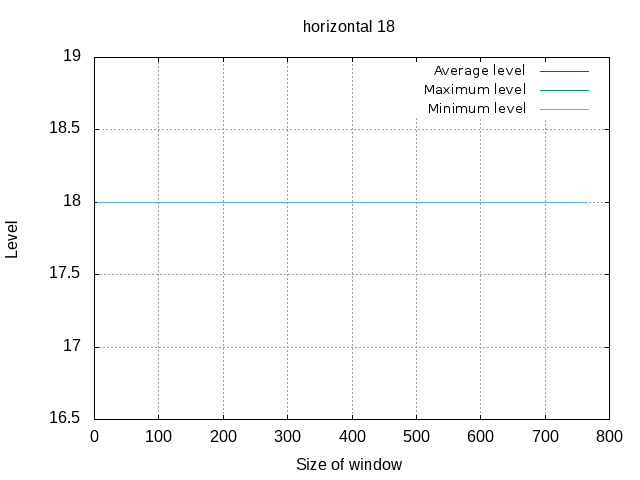 horizontal 18
19
Average level
Maximum level
Minimum level
18.5
18
17.5
17
16.5
Level
0 100 200 300 400 500 600 700 800
Size of window